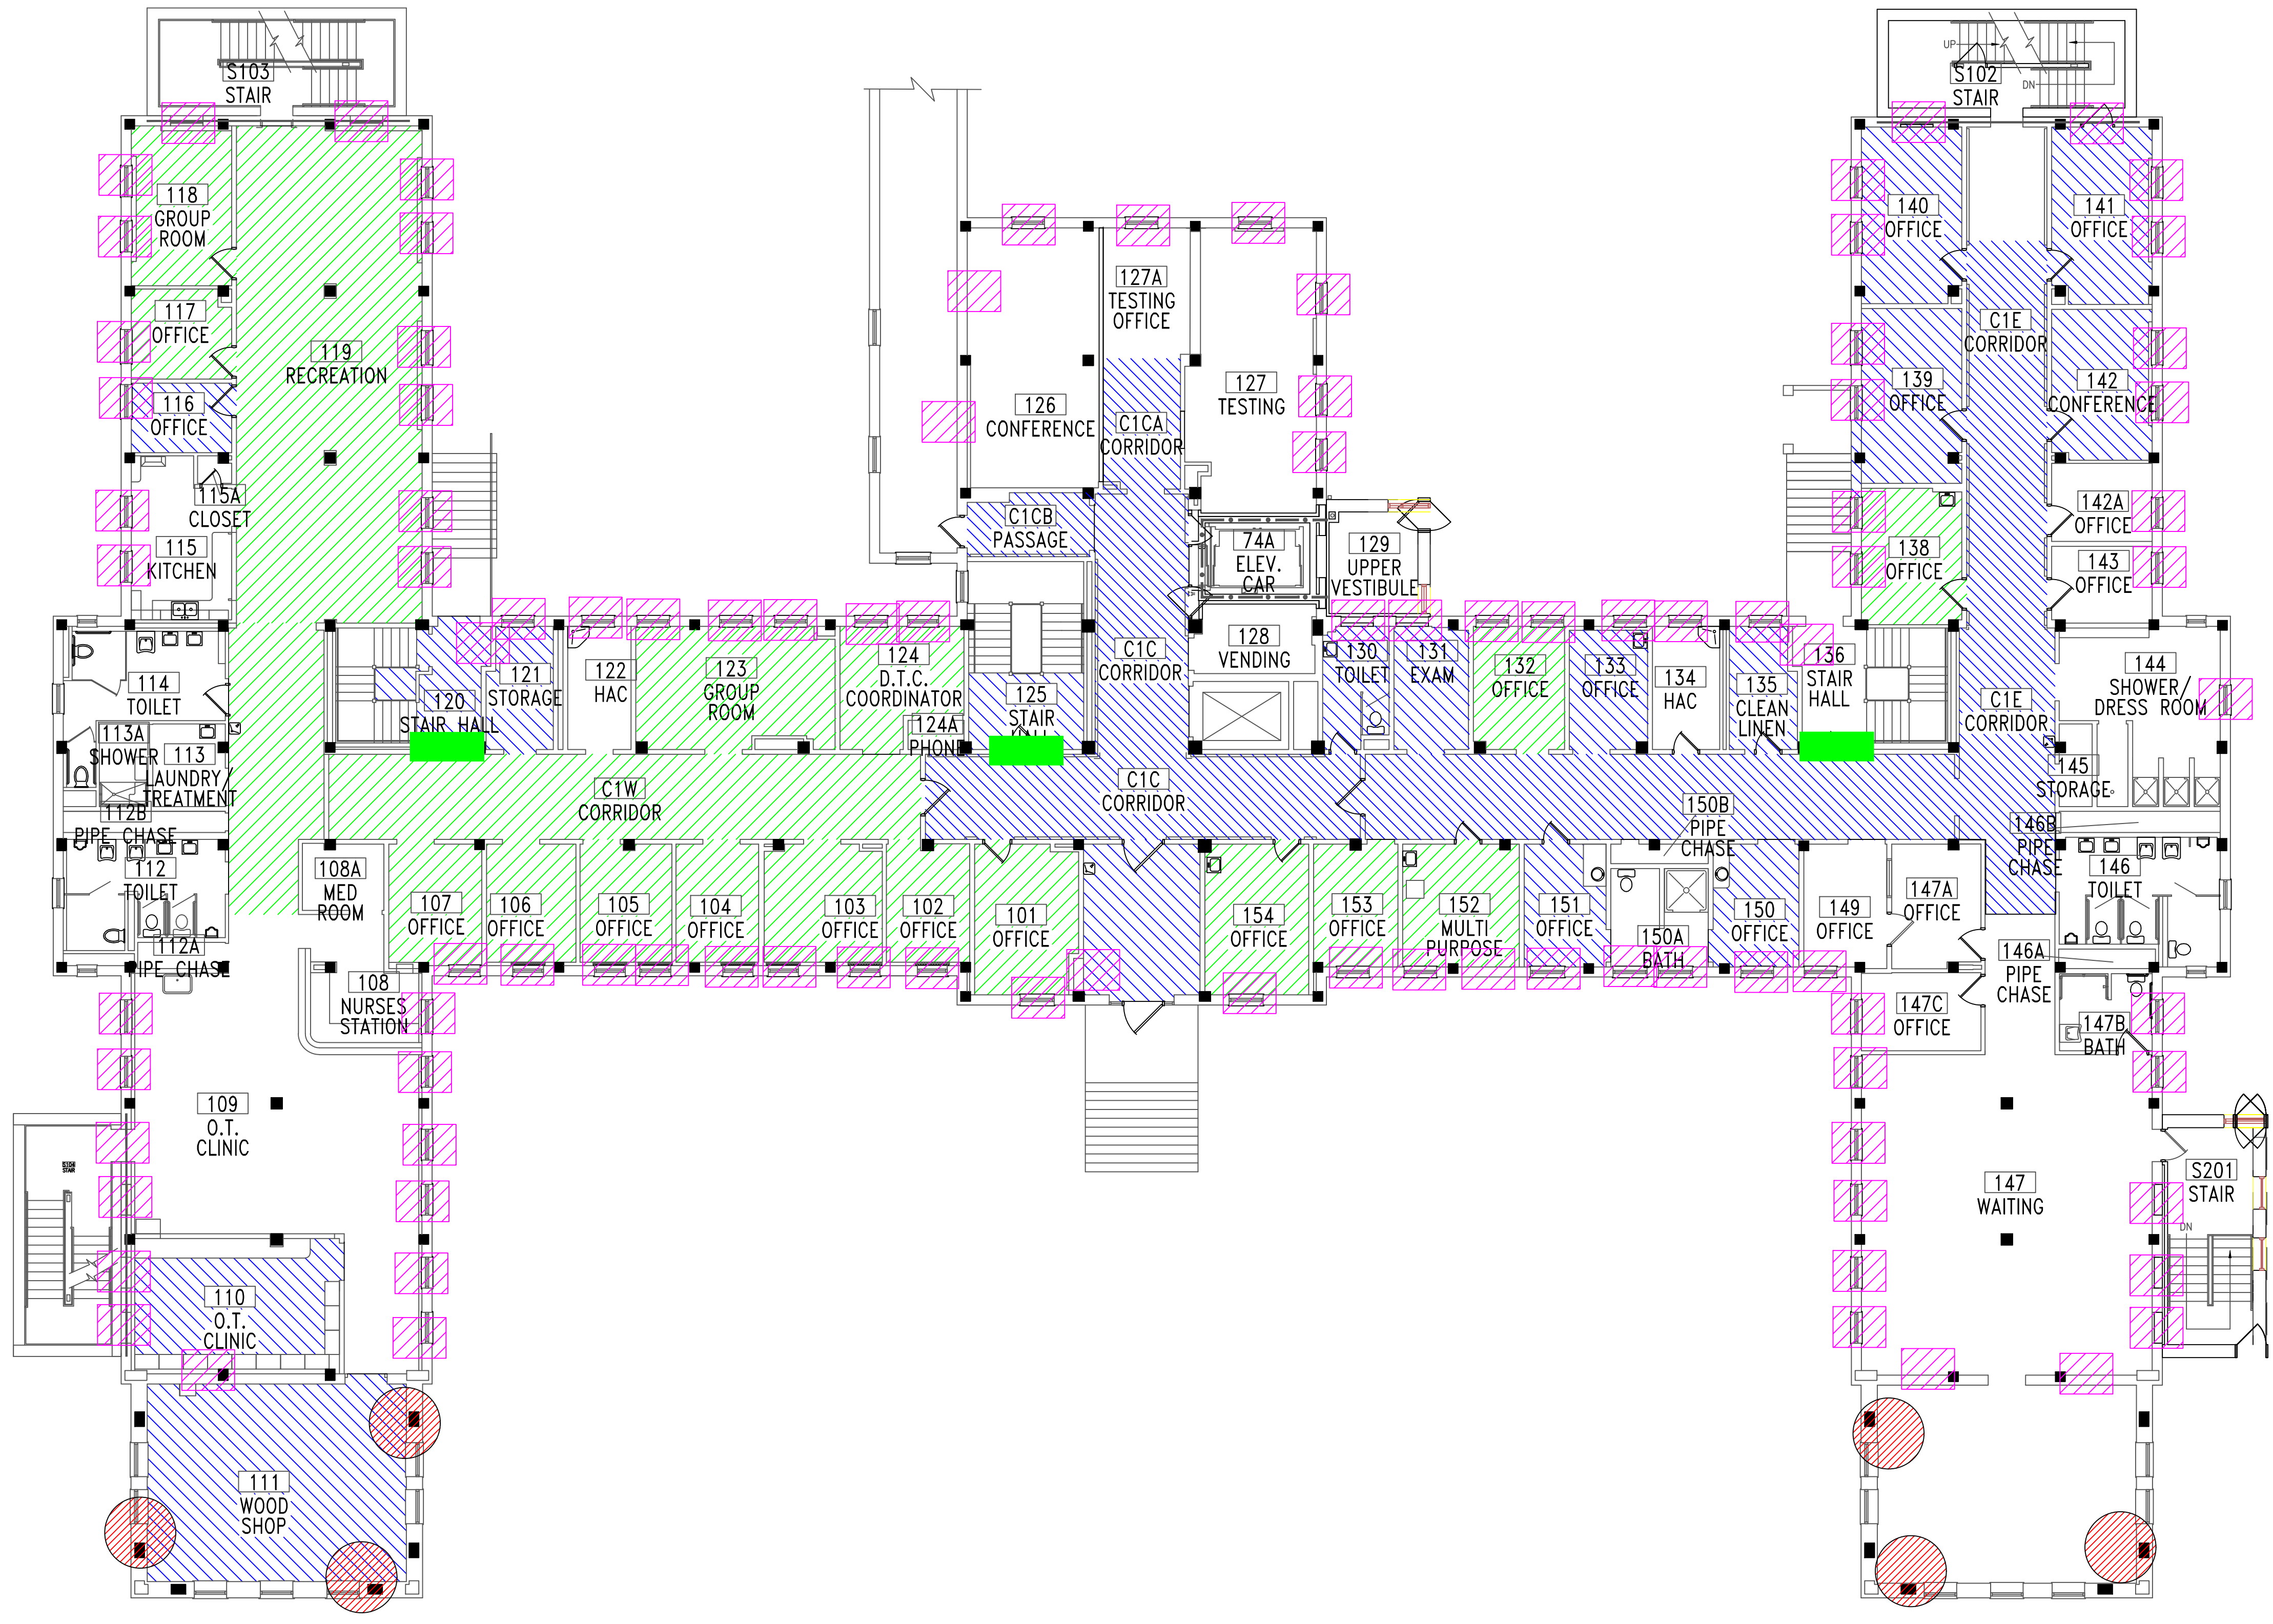 S103
STAIR
UP
S102
STAIR
DN
118
GROUP
ROOM
117
OFFICE
119
RECREATION
116
OFFICE
115A
CLOSET
115
KITCHEN
127A
TESTING
OFFICE
126
CONFERENCE
127
TESTING
C1CA
CORRIDOR
C1CB
PASSAGE
74A
ELEV.
CAR
129
UPPER
VESTIBULE
140
OFFICE
141
OFFICE
C1E
CORRIDOR
139
OFFICE
142
CONFERENCE
142A
OFFICE
138
OFFICE
143
OFFICE
114
TOILET
113A
SHOWER
113
LAUNDRY/
TREATMENT
112B
PIPE CHASE
112
TOILET
112A
PIPE CHASE
120
STAIR HALL
121
STORAGE
122
HAC
123
GROUP
ROOM
124
D.T.C.
COORDINATOR
124A
PHONE
125
STAIR
C1C
CORRIDOR
128
VENDING
130
TOILET
131
EXAM
132
OFFICE
133
OFFICE
134
HAC
135
CLEAN
LINEN
136
STAIR
HALL
C1E
CORRIDOR
144
SHOWER/
DRESS ROOM
145
STORAGE
C1W
CORRIDOR
C1C
CORRIDOR
150B
PIPE
CHASE
146B
PIPE
CHASE
146
TOILET
108A
MED
ROOM
107
OFFICE
106
OFFICE
105
OFFICE
104
OFFICE
103
OFFICE
102
OFFICE
101
OFFICE
154
OFFICE
153
OFFICE
152
MULTI
PURPOSE
151
OFFICE
150A
BATH
150
OFFICE
149
OFFICE
147A
OFFICE
146A
PIPE
CHASE
147C
OFFICE
147B
BATH
108
NURSES
STATION
109
O.T.
CLINIC
147
WAITING
S201
STAIR
DN
110
O.T.
CLINIC
111
WOOD
SHOP